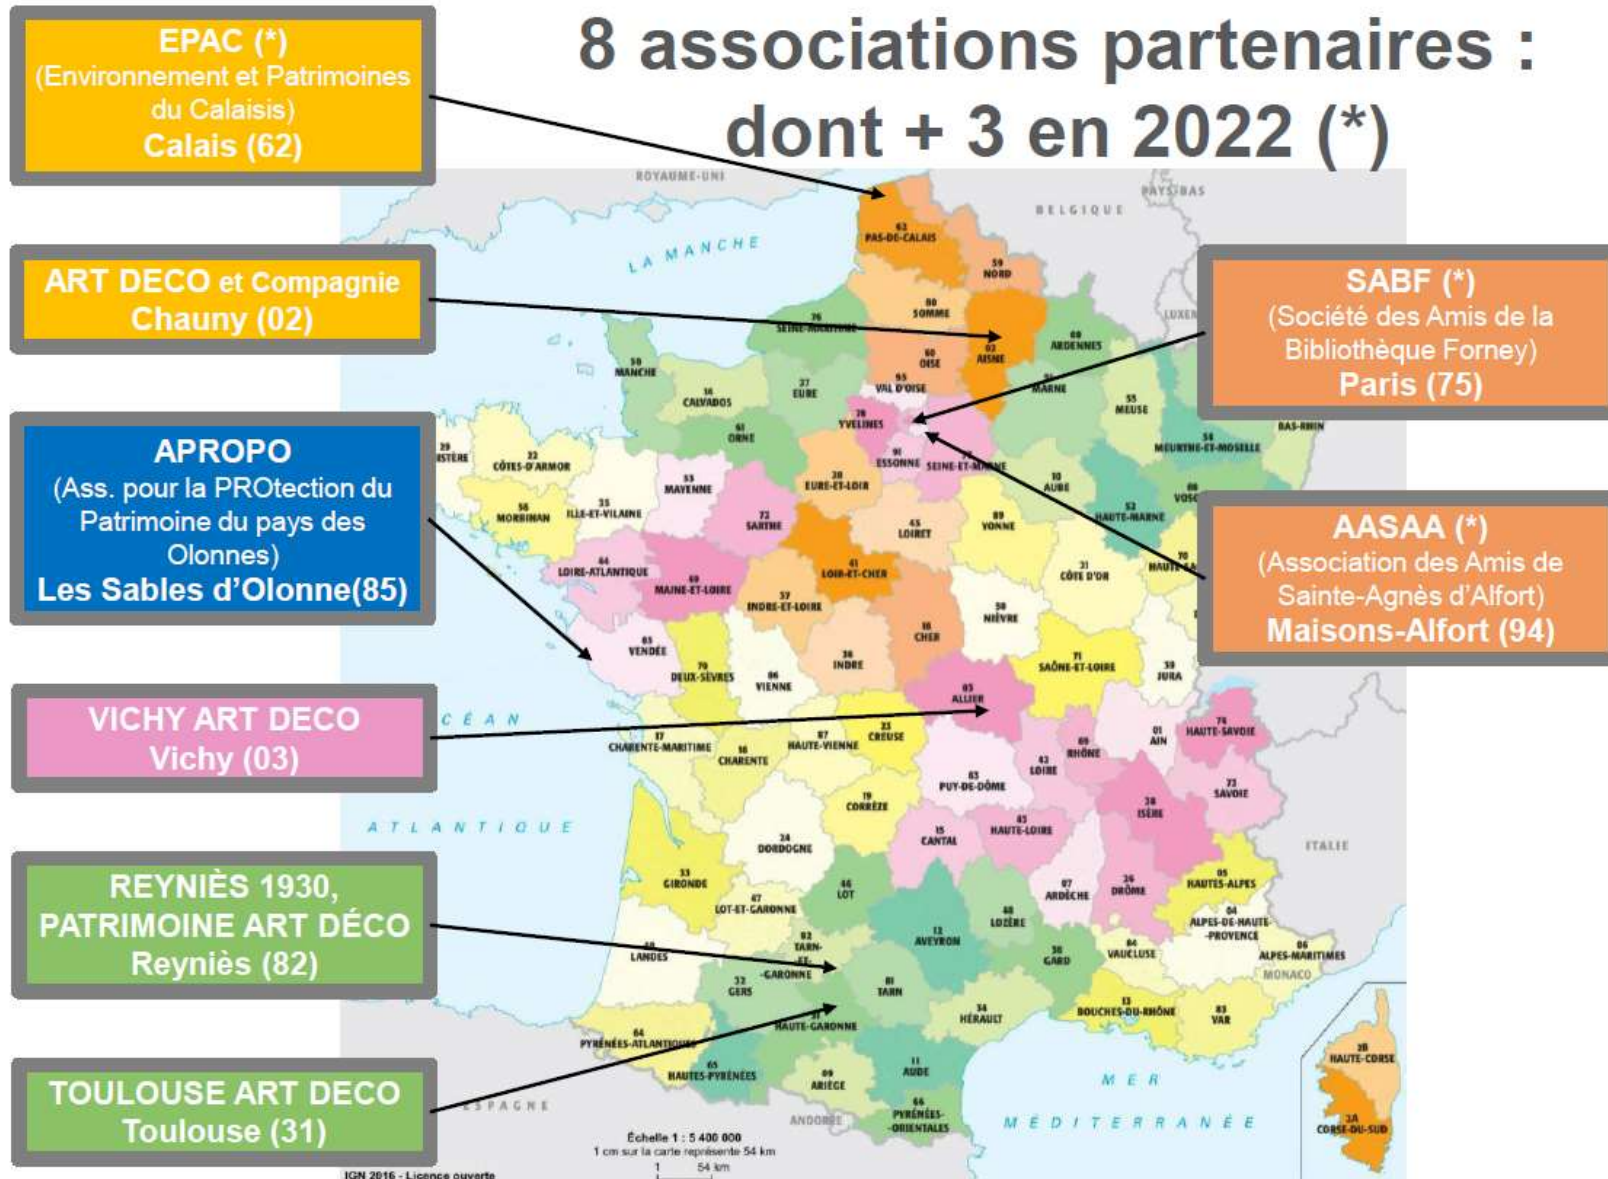 8 associations partenaires :
dont + 3 en 2022 (*)
EPAC (*)
(Environnement et Patrimoines
du Calaisis)
Calais (62)
ART DECO et Compagnie
Chauny (02)
APROPO
(Ass. pour la PROtection du
Patrimoine du pays des
Olonnes)
Les Sables d'Olonne(85)
VICHY ART DECO
Vichy (03)
REYNIÈS 1930,
PATRIMOINE ART DÉCO
Reyniès (82)
TOULOUSE ART DECO
Toulouse (31)
SABF (*)
(Société des Amis de la
Bibliothèque Forney)
Paris (75)
AASAA (*)
(Association des Amis de
Sainte-Agnès d'Alfort)
Maisons-Alfort (94)
ROYAUME-UNI
PAYS-BAS
BELGIQUE
LA MANCHE
62
PAS-DE-CALAIS
59
NORD
80
SOMME
76
SEINE-MARITIME
60
OISE
02
AISNE
ARDENNES
50
MANCHE
14
CALVADOS
27
EURE
95
VAL D'OISE
MARNE
55
MEUSE
54
MEURTHE-ET-MOSELLE
BAS-RHIN
61
ORNE
78
YVELINES
91
ESSONNE
77
SEINE-ET-MARNE
29
22
CÔTES-D'ARMOR
56
MORBIHAN
35
ILLE-ET-VILAINE
53
MAYENNE
72
SARTHE
28
EURE-ET-LOIR
45
LOIRET
89
YONNE
10
AUBE
52
HAUTE-MARNE
88
70
44
LOIRE-ATLANTIQUE
49
MAINE-ET-LOIRE
37
INDRE-ET-LOIRE
41
LOIR-ET-CHER
18
CHER
58
NIÈVRE
21
CÔTE D'OR
85
VENDÉE
79
DEUX-SÈVRES
86
VIENNE
36
INDRE
03
ALLIER
71
SAÔNE-ET-LOIRE
39
JURA
OCÉAN
ATLANTIQUE
17
CHARENTE-MARITIME
16
CHARENTE
87
HAUTE-VIENNE
23
CREUSE
63
PUY-DE-DÔME
42
LOIRE
69
RHÔNE
01
AIN
74
HAUTE-SAVOIE
73
SAVOIE
38
ISÈRE
19
CORRÈZE
24
DORDOGNE
15
CANTAL
43
HAUTE-LOIRE
ITALIE
33
GIRONDE
47
LOT-ET-GARONNE
46
LOT
12
AVEYRON
48
LOZÈRE
07
ARDÈCHE
26
DRÔME
05
HAUTES-ALPES
04
ALPES-DE-HAUTE-
-PROVENCE
06
ALPES-MARITIMES
MONACO
40
LANDES
82
TARN-
-ET-
-GARONNE
32
GERS
81
TARN
34
HÉRAULT
30
GARD
84
VAUCLUSE
13
BOUCHES-DU-RHÔNE
83
VAR
64
PYRÉNÉES-ATLANTIQUES
65
HAUTES-PYRÉNÉES
31
HAUTE-GARONNE
09
ARIÈGE
11
AUDE
66
PYRÉNÉES-
-ORIENTALES
ESPAGNE
ANDORRE
MER
MÉDITERRANÉE
2B
HAUTE-CORSE
2A
CORSE-DU-SUD
Échelle 1 : 5 400 000
1 cm sur la carte représente 54 km
1 54 km
IGN 2016 - Licence ouverte